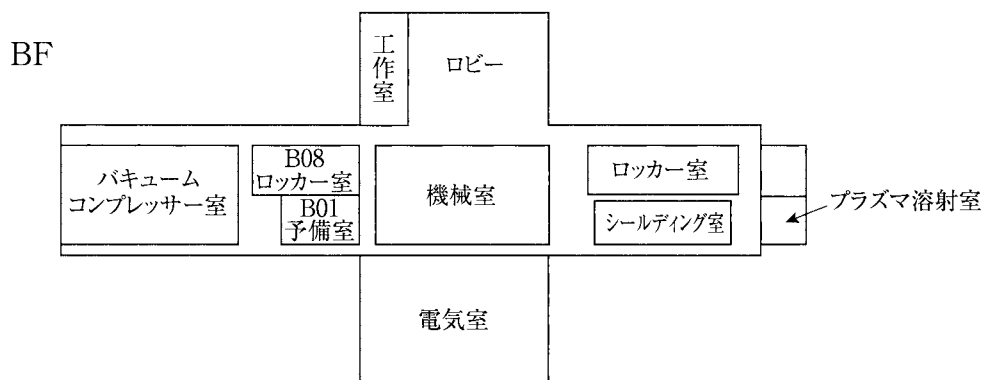 BF
工作室
ロビー
バキューム
コンプレッサー室
B08
ロッカー室
B01
予備室
機械室
ロッカー室
シールディング室
プラズマ溶射室
電気室